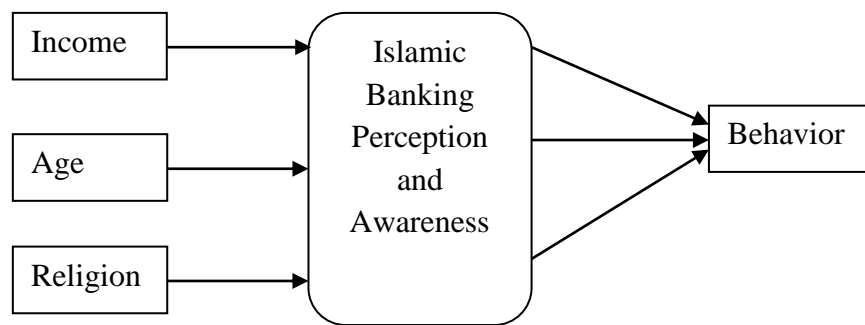 Income
Age
Religion
Islamic
Banking
Perception
and
Awareness
Behavior